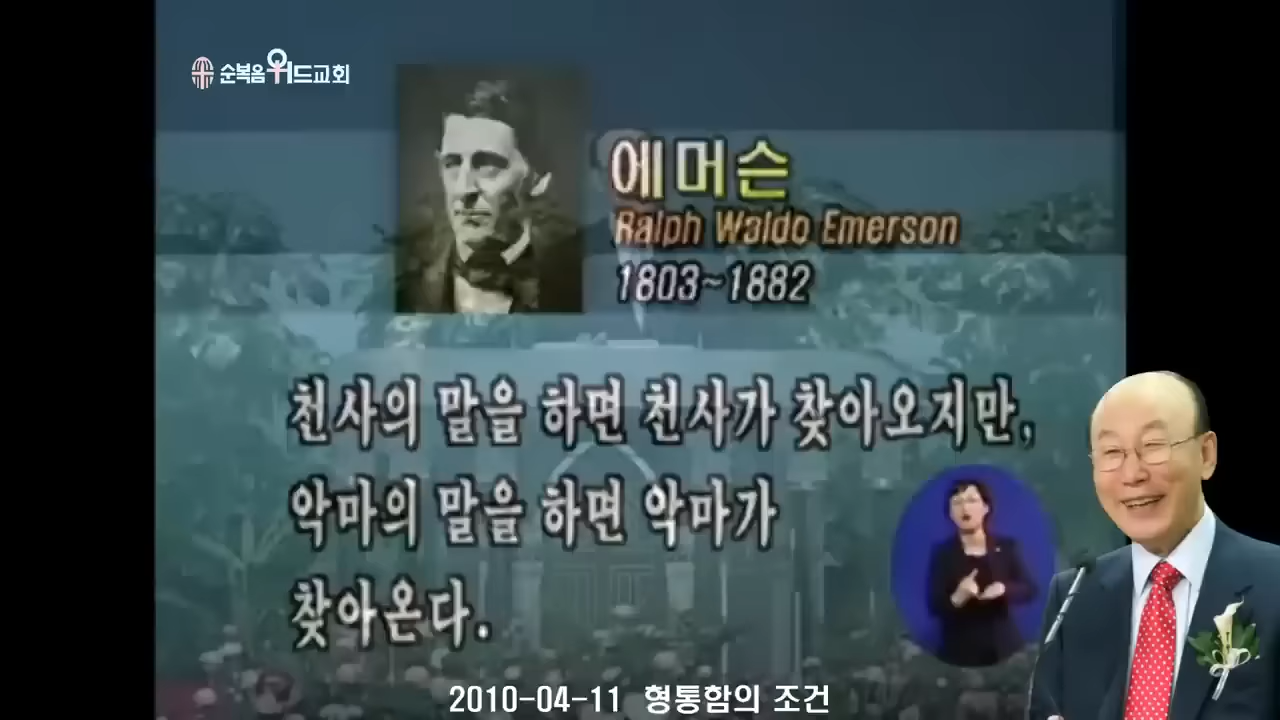 순복음워드교회
에머슨
Ralph Waldo Emerson
1803~1882
천사의 말을 하면 천사가 찾아오지만,
악마의 말을 하면 악마가
찾아온다.
2010-04-11 형통함의 조건